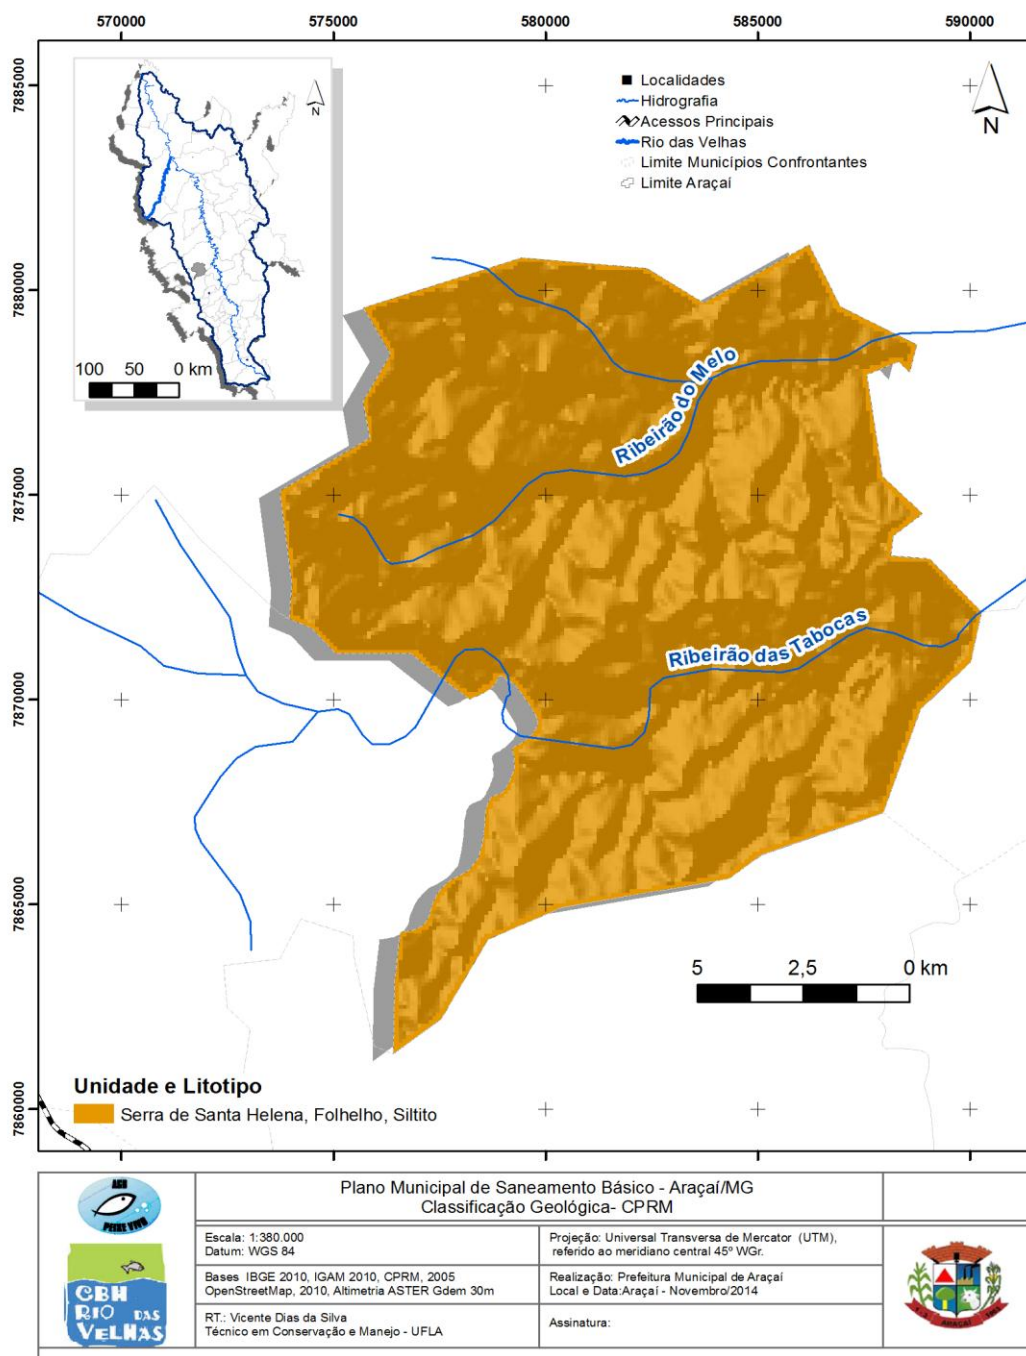 570000 575000 580000 585000 590000
7885000
7880000
7875000
7870000
7865000
7860000
N
100 50 0 km
Localidades
Hidrografia
Acessos Principais
Rio das Velhas
Limite Municípios Confrontantes
Limite Araçaí
N
Ribeirão do Melo
Ribeirão das Tabocas
5 2,5 0 km
Unidade e Litotipo
Serra de Santa Helena, Folhelho, Siltito
AGB
PEIXE VIVO
CBH
RIO DAS
VELHAS
Plano Municipal de Saneamento Básico - Araçaí/MG
Classificação Geológica- CPRM
Escala: 1:380.000
Datum: WGS 84
Projeção: Universal Transversa de Mercator (UTM),
referido ao meridiano central 45º WGr.
Bases IBGE 2010, IGAM 2010, CPRM, 2005
OpenStreetMap, 2010, Altimetria ASTER Gdem 30m
Realização: Prefeitura Municipal de Araçaí
Local e Data:Araçaí - Novembro/2014
RT.: Vicente Dias da Silva
Técnico em Conservação e Manejo - UFLA
Assinatura:
ARAÇAÍ